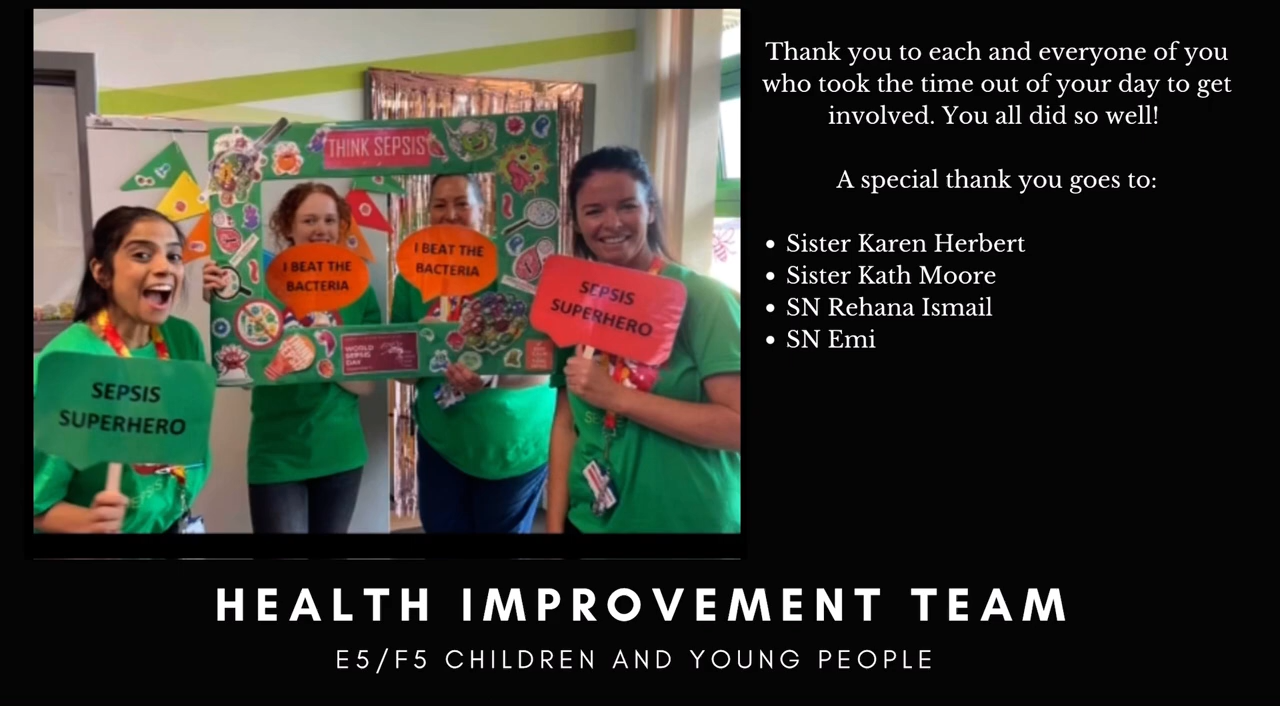 Thank you to each and everyone of you
who took the time out of your day to get
involved. You all did so well!
A special thank you goes to:
Sister Karen Herbert
Sister Kath Moore
SN Rehana Ismail
SN Emi
THINK SEPSIS
I BEAT THE
BACTERIA
I BEAT THE
BACTERIA
SEPSIS
SUPERHERO
SEPSIS
SUPERHERO
WORLD
SEPSIS
DAY
HEALTH IMPROVEMENT TEAM
E5/F5 CHILDREN AND YOUNG PEOPLE